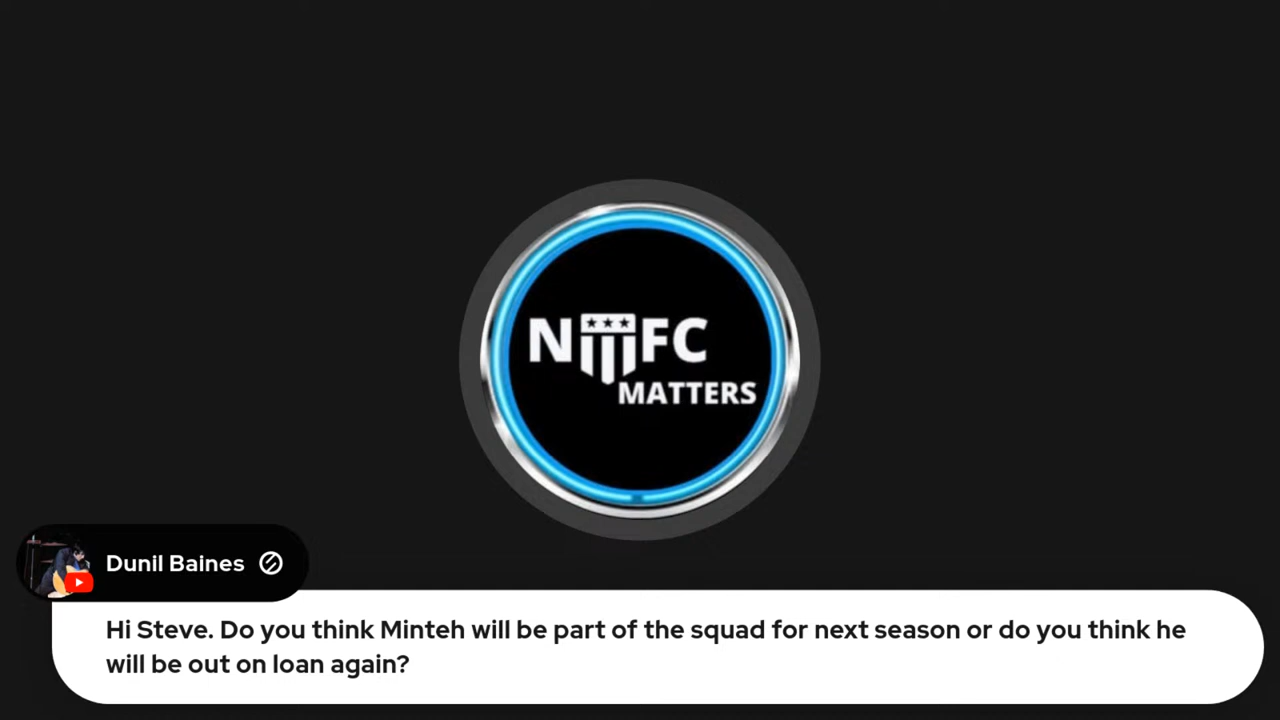 NUFC
MATTERS
Dunil Baines
Hi Steve. Do you think Minteh will be part of the squad for next season or do you think he
will be out on loan again?